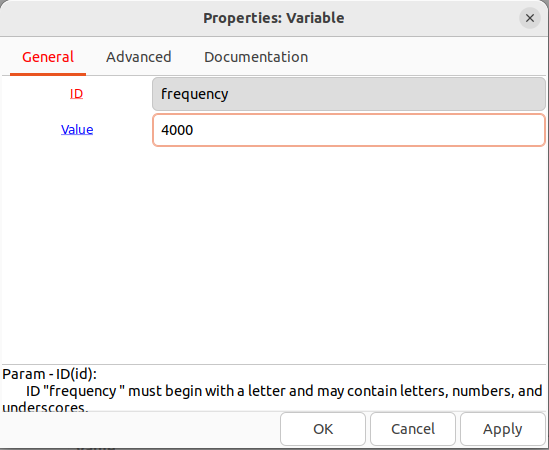 Properties: Variable
General Advanced Documentation
ID frequency
Value 4000
Param - ID(id):
ID "frequency " must begin with a letter and may contain letters, numbers, and
underscores.
OK Cancel Apply